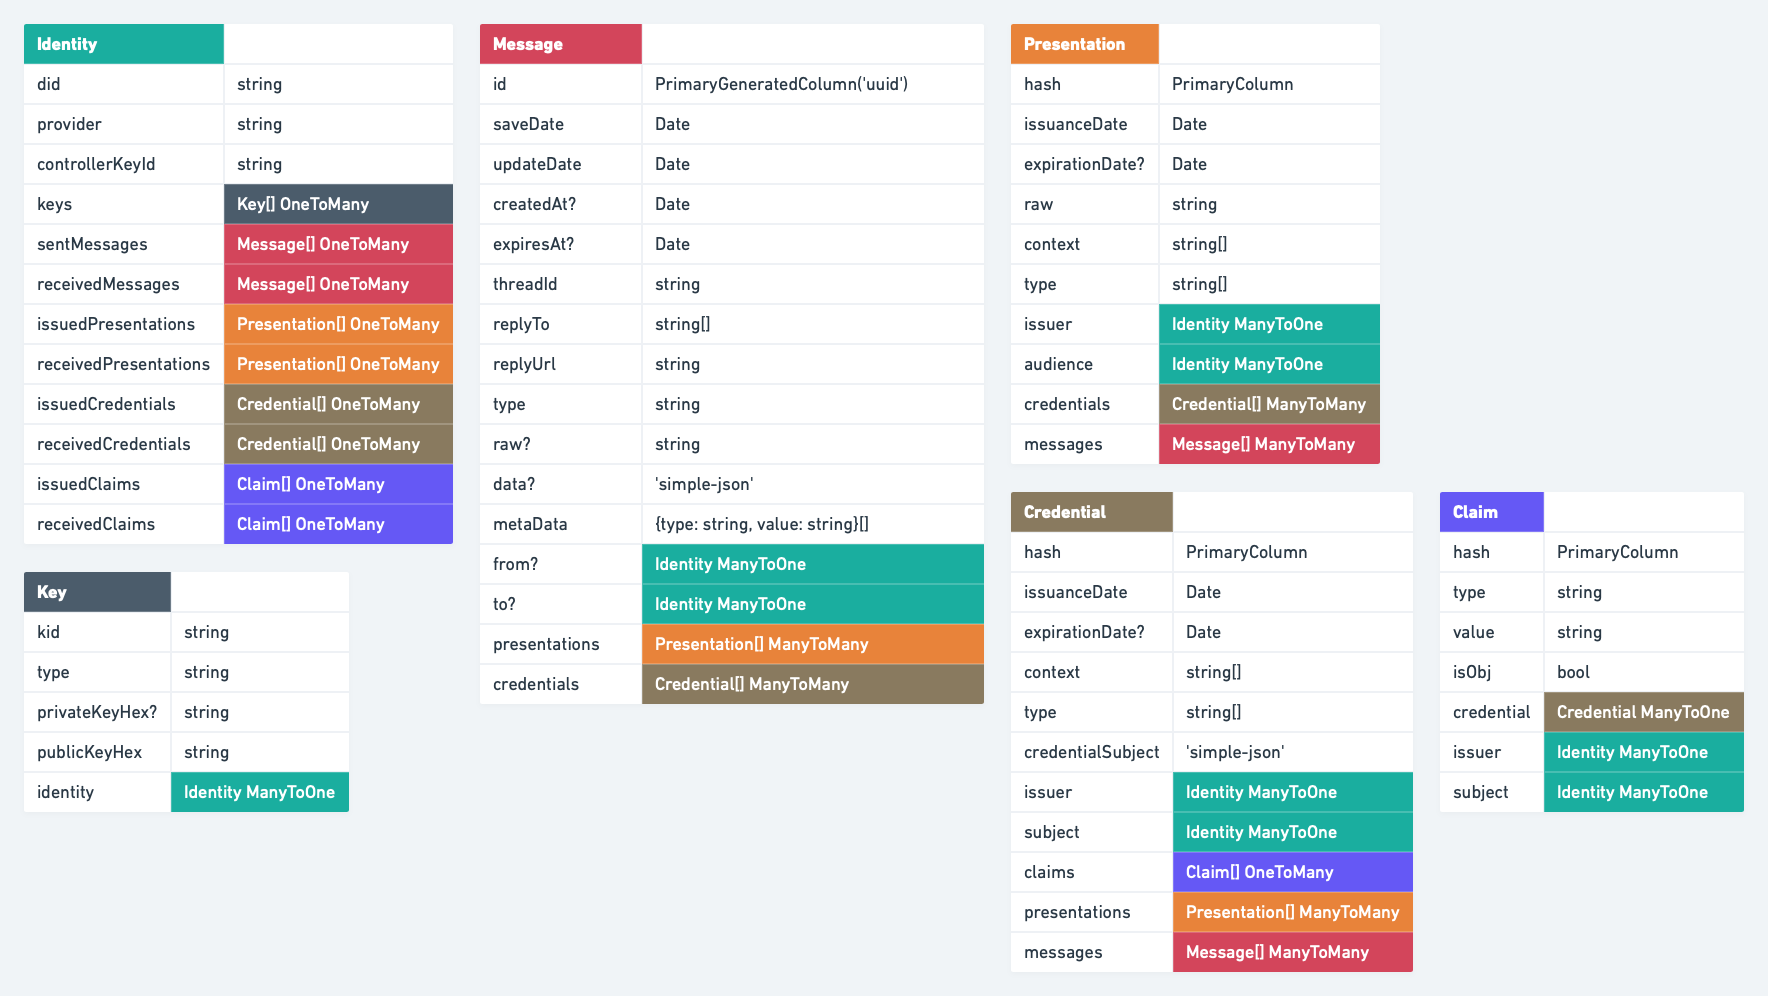 Identity
did string
provider string
controllerKeyId string
keys Key[] OneToMany
sentMessages Message[] OneToMany
receivedMessages Message[] OneToMany
issuedPresentations Presentation[] OneToMany
receivedPresentations Presentation[] OneToMany
issuedCredentials Credential[] OneToMany
receivedCredentials Credential[] OneToMany
issuedClaims Claim[] OneToMany
receivedClaims Claim[] OneToMany
Key
kid string
type string
privateKeyHex? string
publicKeyHex string
identity Identity ManyToOne
Message
id PrimaryGeneratedColumn('uuid')
saveDate Date
updateDate Date
createdAt? Date
expiresAt? Date
threadId string
replyTo string[]
replyUrl string
type string
raw? string
data? 'simple-json'
metaData {type: string, value: string}[]
from? Identity ManyToOne
to? Identity ManyToOne
presentations Presentation[] ManyToMany
credentials Credential[] ManyToMany
Presentation
hash PrimaryColumn
issuanceDate Date
expirationDate? Date
raw string
context string[]
type string[]
issuer Identity ManyToOne
audience Identity ManyToOne
credentials Credential[] ManyToMany
messages Message[] ManyToMany
Credential
hash PrimaryColumn
issuanceDate Date
expirationDate? Date
context string[]
type string[]
credentialSubject 'simple-json'
issuer Identity ManyToOne
subject Identity ManyToOne
claims Claim[] OneToMany
presentations Presentation[] ManyToMany
messages Message[] ManyToMany
Claim
hash PrimaryColumn
type string
value string
isObj bool
credential Credential ManyToOne
issuer Identity ManyToOne
subject Identity ManyToOne